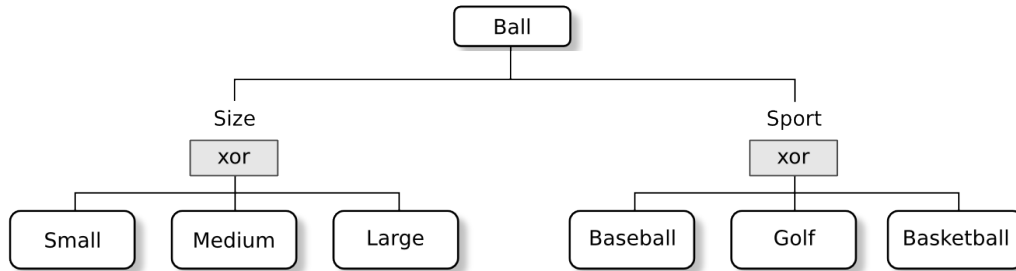 Ball
Size
Sport
xor
xor
Small
Medium
Large
Baseball
Golf
Basketball